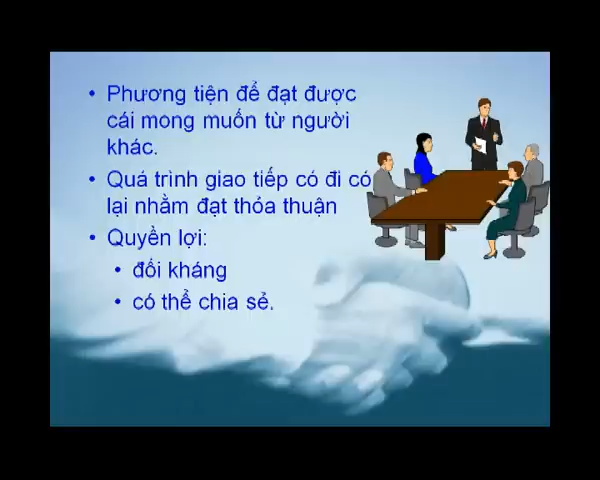 • Phương tiện để đạt được
cái mong muốn từ người
khác.
• Quá trình giao tiếp có đi có
lại nhằm đạt thóa thuận
• Quyền lợi:
• đối kháng
• có thể chia sẻ.